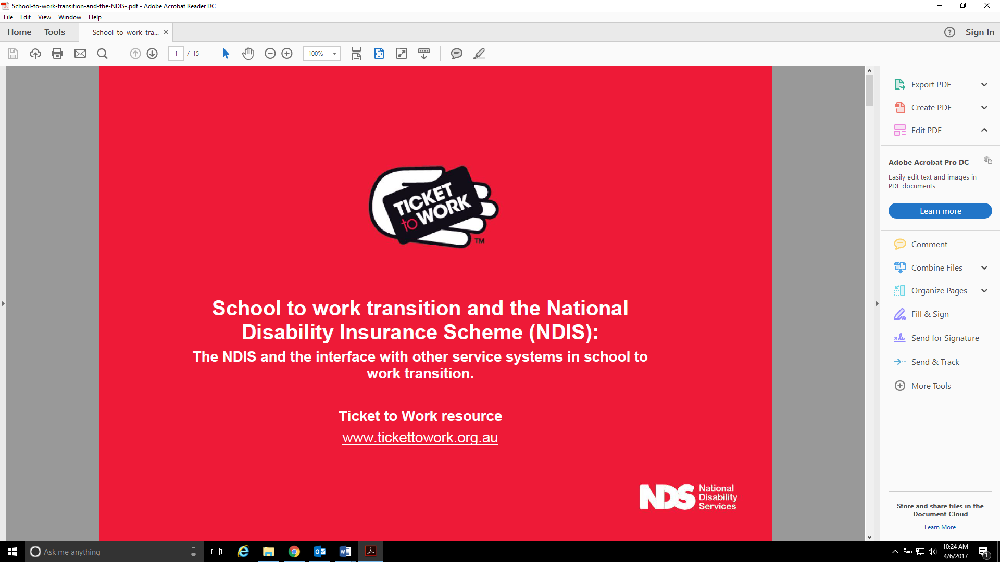 School-to-work-transition-and-the-NDIS-.pdf - Adobe Acrobat Reader DC
File Edit View Window Help
Home Tools School-to-work-tra... × ? Sign In
1 / 15 100%
Export PDF
Create PDF
Edit PDF
Adobe Acrobat Pro DC
Easily edit text and images in
PDF documents
Learn more
Comment
Combine Files
Organize Pages
Fill & Sign
Send for Signature
Send & Track
More Tools
Store and share files in the
Document Cloud
Learn More
TICKET
to WORK
TM
School to work transition and the National
Disability Insurance Scheme (NDIS):
The NDIS and the interface with other service systems in school to
work transition.
Ticket to Work resource
www.tickettowork.org.au
NDS National
Disability
Services
Ask me anything
10:24 AM
4/6/2017
1